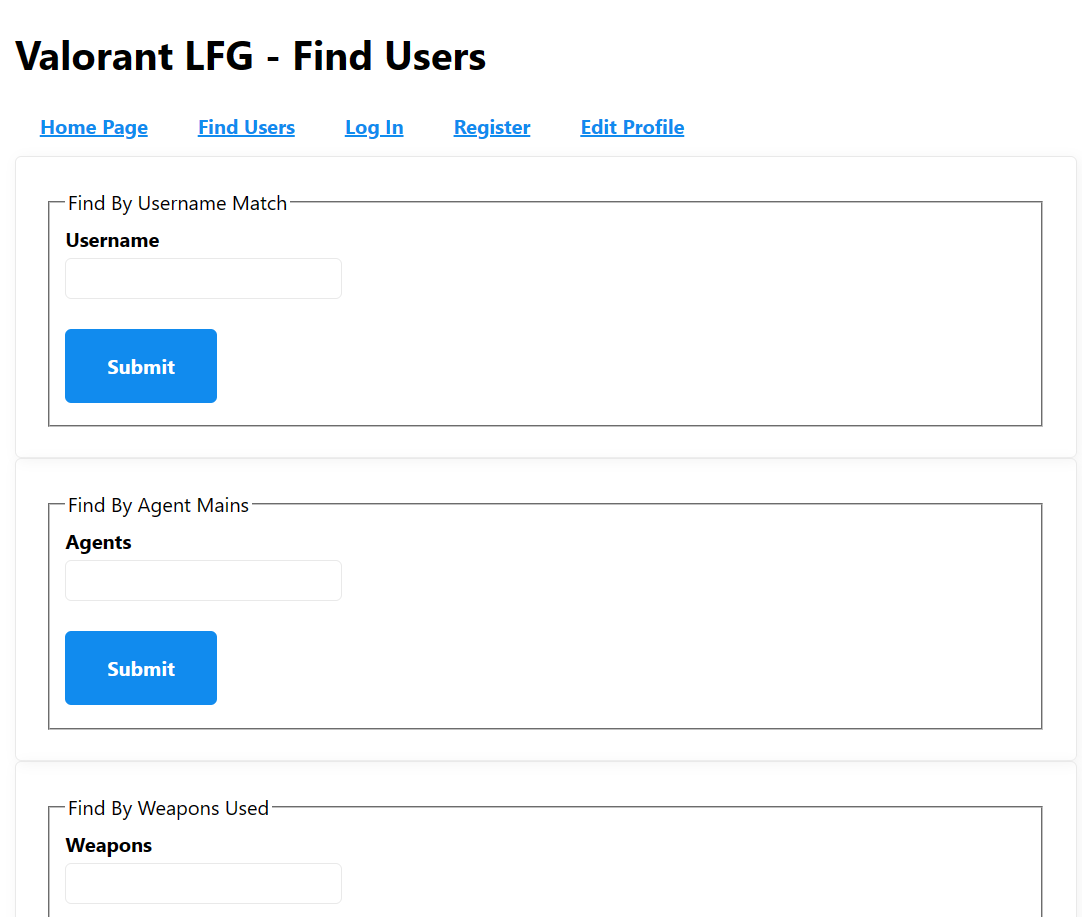 Valorant LFG - Find Users
Home Page Find Users Log In Register Edit Profile
Find By Username Match
Username
Submit
Find By Agent Mains
Agents
Submit
Find By Weapons Used
Weapons